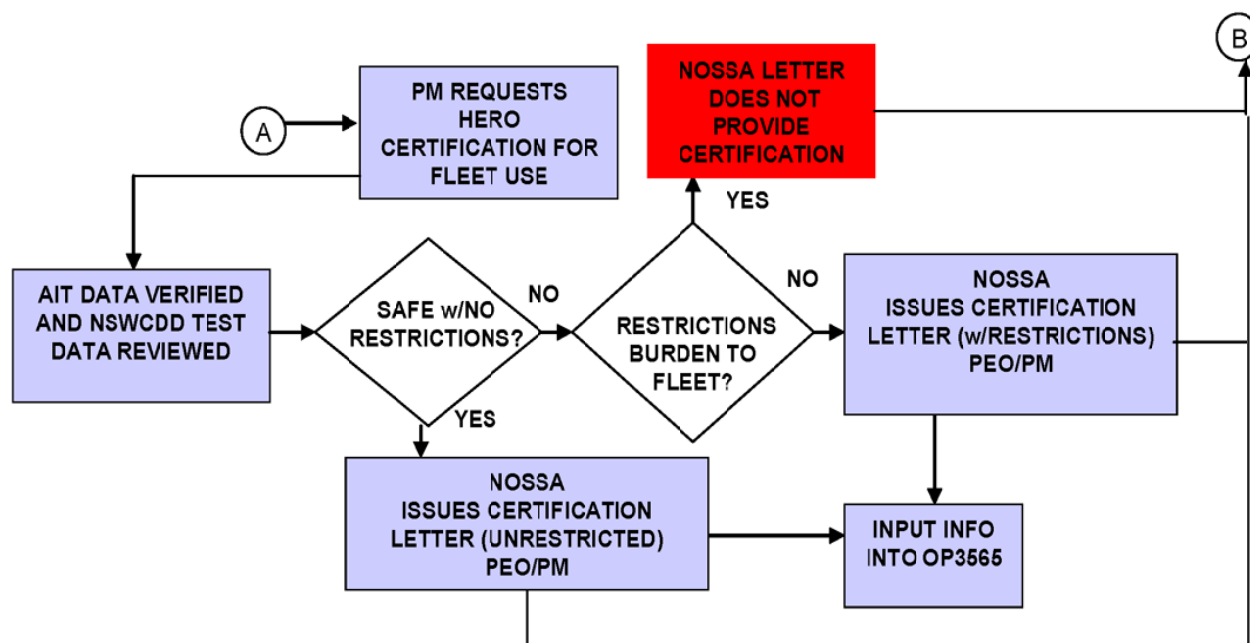 B
A
PM REQUESTS
HERO
CERTIFICATION FOR
FLEET USE
NOSSA LETTER
DOES NOT
PROVIDE
CERTIFICATION
YES
AIT DATA VERIFIED
AND NSWCDD TEST
DATA REVIEWED
SAFE w/NO
RESTRICTIONS?
NO
RESTRICTIONS
BURDEN TO
FLEET?
NO
NOSSA
ISSUES CERTIFICATION
LETTER (w/RESTRICTIONS)
PEO/PM
YES
NOSSA
ISSUES CERTIFICATION
LETTER (UNRESTRICTED)
PEO/PM
INPUT INFO
INTO OP3565